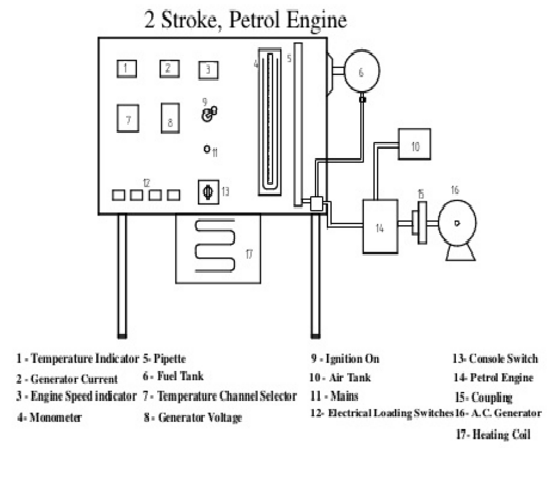 2 Stroke, Petrol Engine
1
2
3
4
5
6
7
8
9
10
11
12
13
14
15
16
17
1 - Temperature Indicator 5- Pipette 9 - Ignition On 13- Console Switch
2 - Generator Current 6- Fuel Tank 10 - Air Tank 14- Petrol Engine
3 - Engine Speed indicator 7 - Temperature Channel Selector 11 - Mains 15- Coupling
4- Monometer 8- Generator Voltage 12- Electrical Loading Switches 16- A.C. Generator
17- Heating Coil